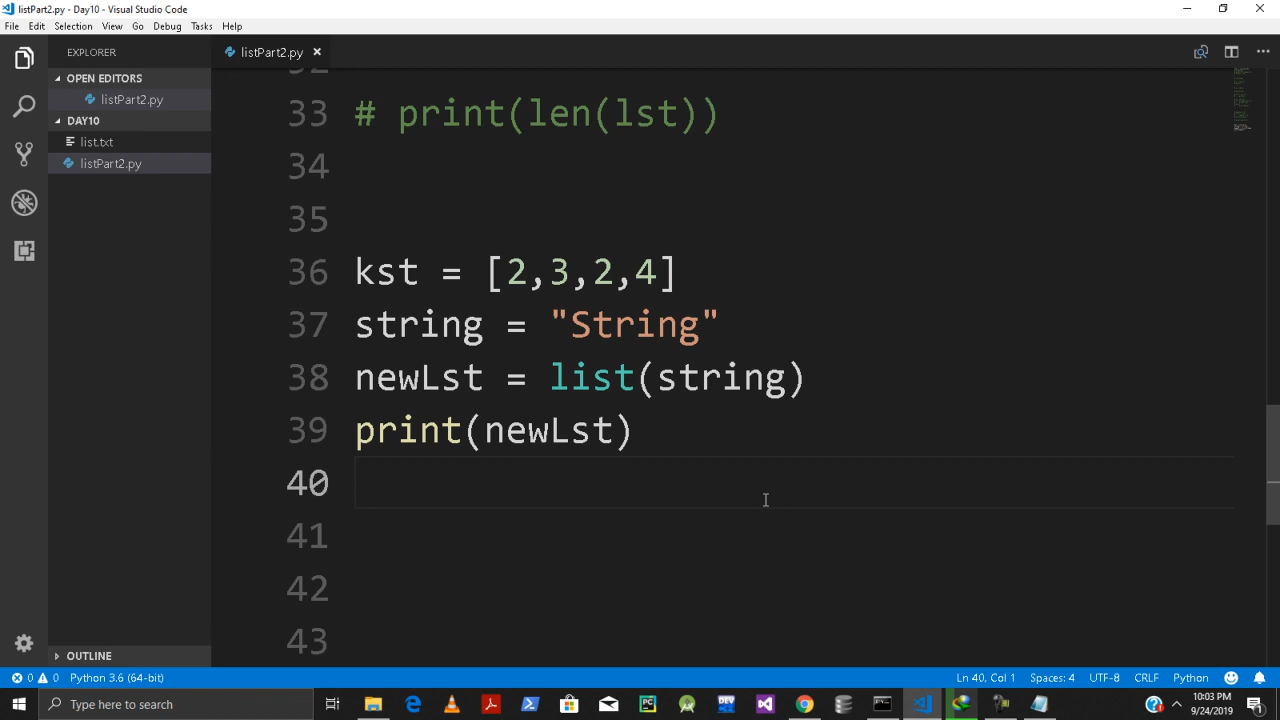 listPart2.py - Day10 - Visual Studio Code
File Edit Selection View Go Debug Tasks Help
EXPLORER
listPart2.py
OPEN EDITORS
listPart2.py
DAY10
list.txt
listPart2.py
OUTLINE
32
33 # print(len(lst))
34
35
36 kst = [2,3,2,4]
37 string = "String"
38 newLst = list(string)
39 print(newLst)
40
41
42
43
0 0 Python 3.6 (64-bit) Ln 40, Col 1 Spaces: 4 UTF-8 CRLF Python
Type here to search
10:03 PM
9/24/2019